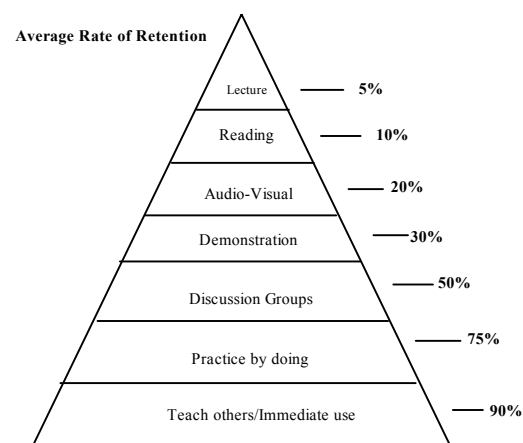 Average Rate of Retention
Lecture 5%
Reading 10%
Audio-Visual 20%
Demonstration 30%
Discussion Groups 50%
Practice by doing 75%
Teach others/Immediate use 90%